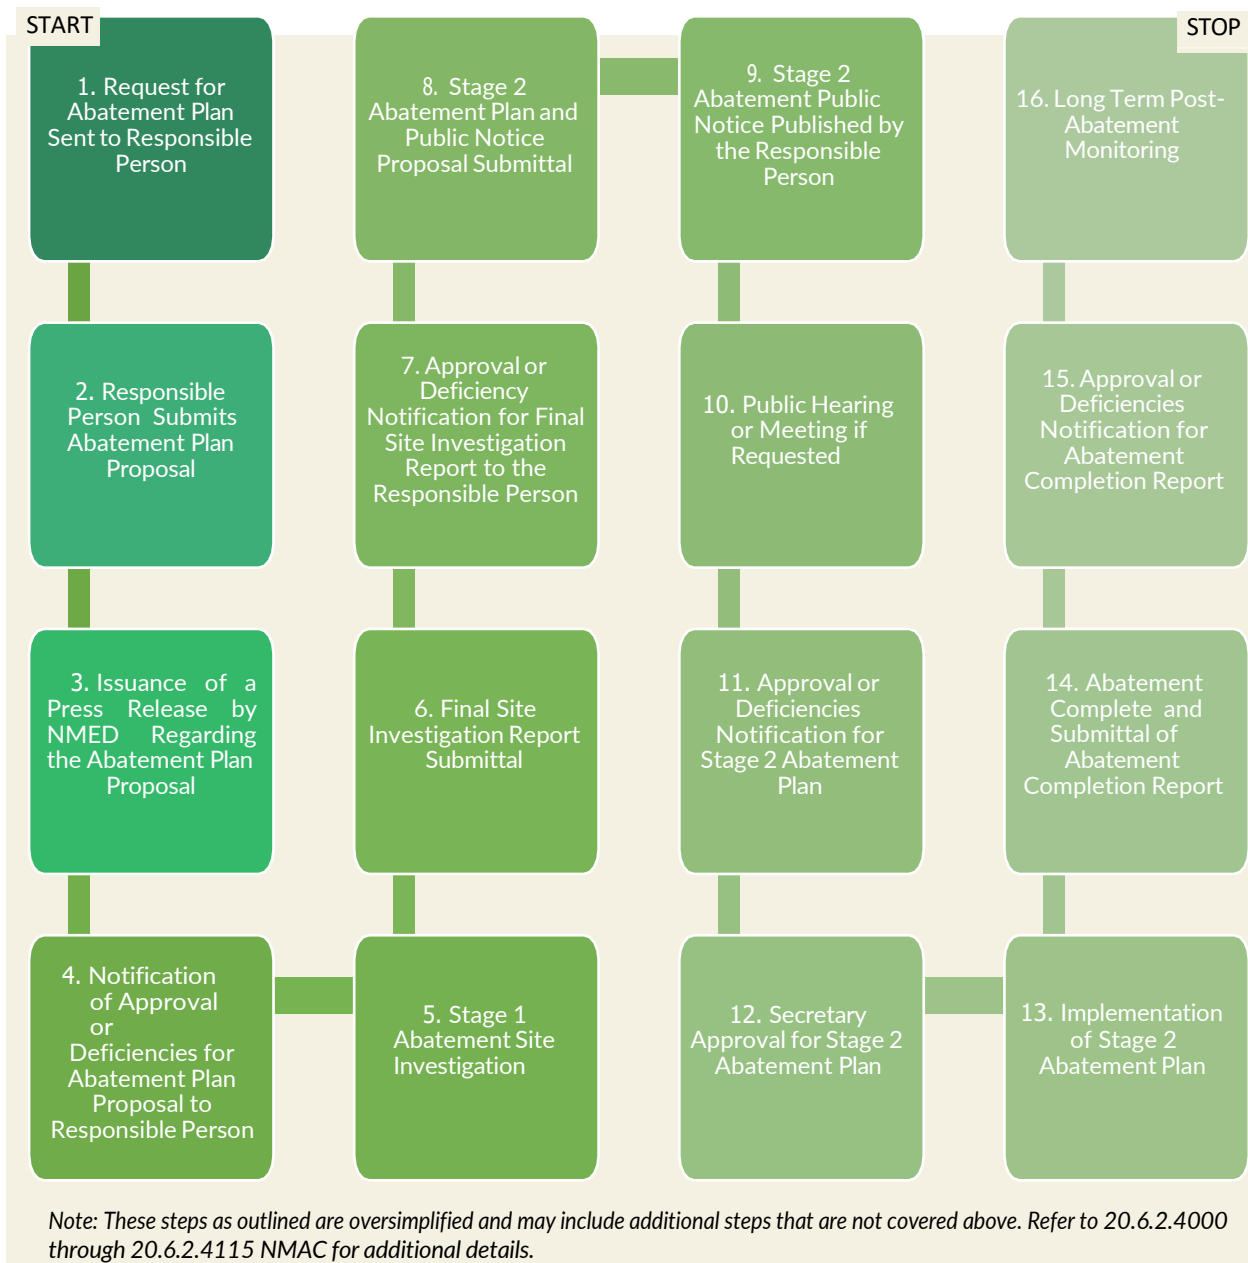 START
1. Request for
Abatement Plan
Sent to Responsible
Person
2. Responsible
Person Submits
Abatement Plan
Proposal
3. Issuance of a
Press Release by
NMED Regarding
the Abatement Plan
Proposal
4. Notification
of Approval
or
Deficiencies for
Abatement Plan
Proposal to
Responsible Person
5. Stage 1
Abatement Site
Investigation
6. Final Site
Investigation Report
Submittal
7. Approval or
Deficiency
Notification for Final
Site Investigation
Report to the
Responsible Person
8. Stage 2
Abatement Plan and
Public Notice
Proposal Submittal
9. Stage 2
Abatement Public
Notice Published by
the Responsible
Person
10. Public Hearing
or Meeting if
Requested
11. Approval or
Deficiencies
Notification for
Stage 2 Abatement
Plan
12. Secretary
Approval for Stage 2
Abatement Plan
13. Implementation
of Stage 2
Abatement Plan
14. Abatement
Complete and
Submittal of
Abatement
Completion Report
15. Approval or
Deficiencies
Notification for
Abatement
Completion Report
16. Long Term Post-
Abatement
Monitoring
STOP
Note: These steps as outlined are oversimplified and may include additional steps that are not covered above. Refer to 20.6.2.4000
through 20.6.2.4115 NMAC for additional details.